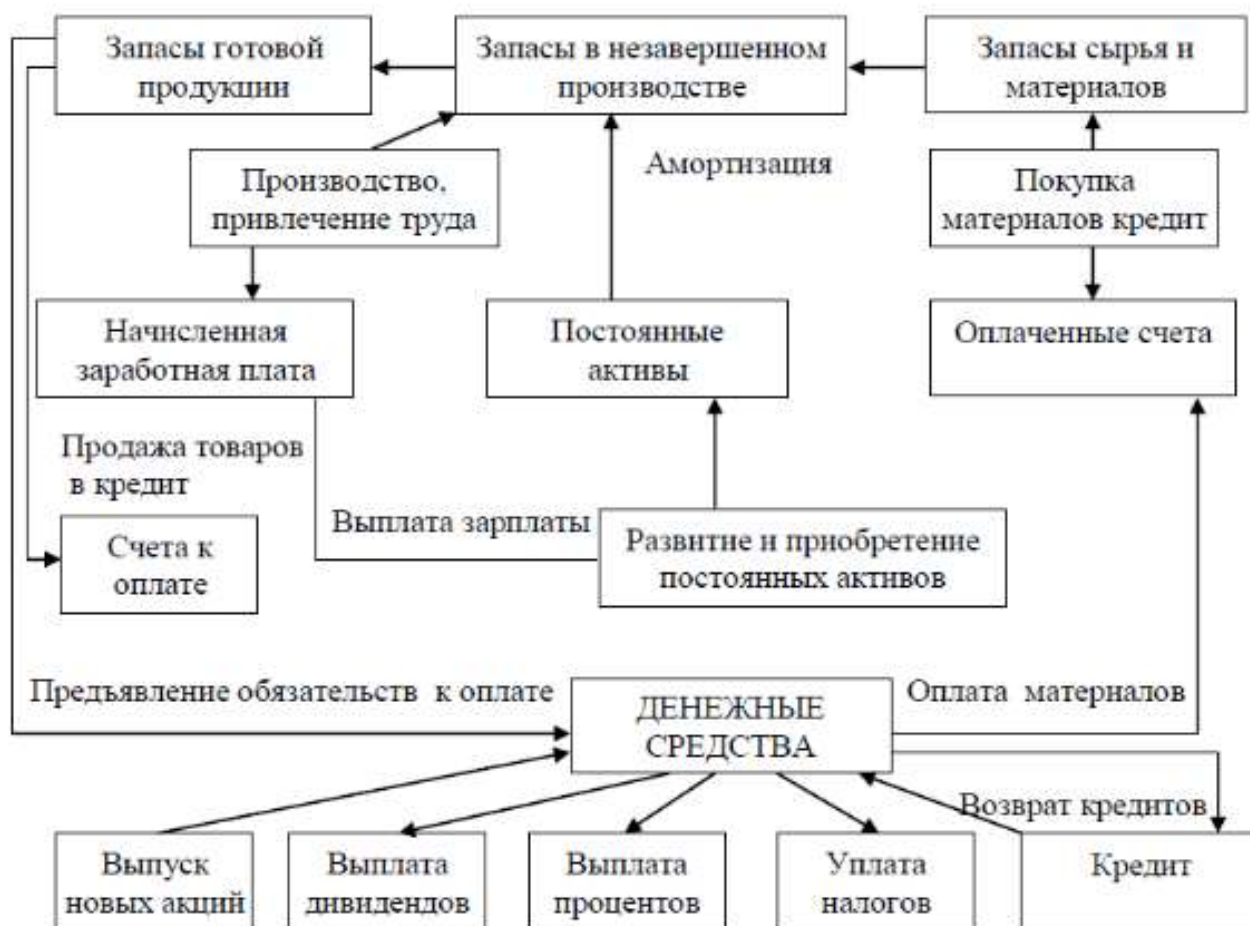 Запасы готовой
продукции
Запасы в незавершенном
производстве
Запасы сырья и
материалов
Производство,
привлечение труда
Амортизация
Покупка
материалов кредит
Начисленная
заработная плата
Постоянные
активы
Оплаченные счета
Продажа товаров
в кредит
Счета к
оплате
Выплата зарплаты
Развитие и приобретение
постоянных активов
Предъявление обязательств к оплате
ДЕНЕЖНЫЕ
СРЕДСТВА
Оплата материалов
Возврат кредитов
Выпуск
новых акций
Выплата
дивидендов
Выплата
процентов
Уплата
налогов
Кредит